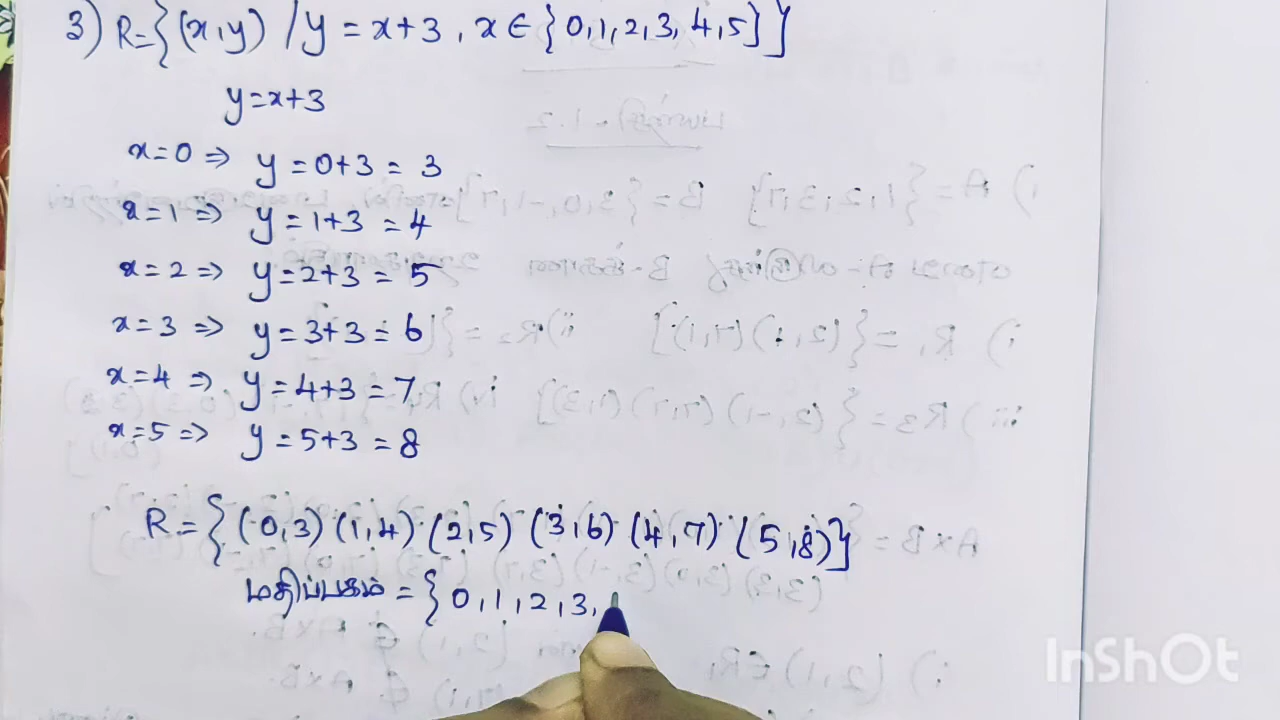 3) R={(x,y) / y = x+3, x ∈ {0,1,2,3,4,5}}
y=x+3
x=0 ⇒ y = 0+3 = 3
x=1 ⇒ y=1+3 =4
x=2 ⇒ y=2+3 = 5
x=3 ⇒ y=3+3 = 6
x=4 ⇒ y=4+3 =7
x=5 ⇒ y=5+3 =8
R={(0,3) (1,4) (2,5) (3,6) (4,7) (5,8)}
மதிப்பகம் = {0,1,2,3,
InShOt